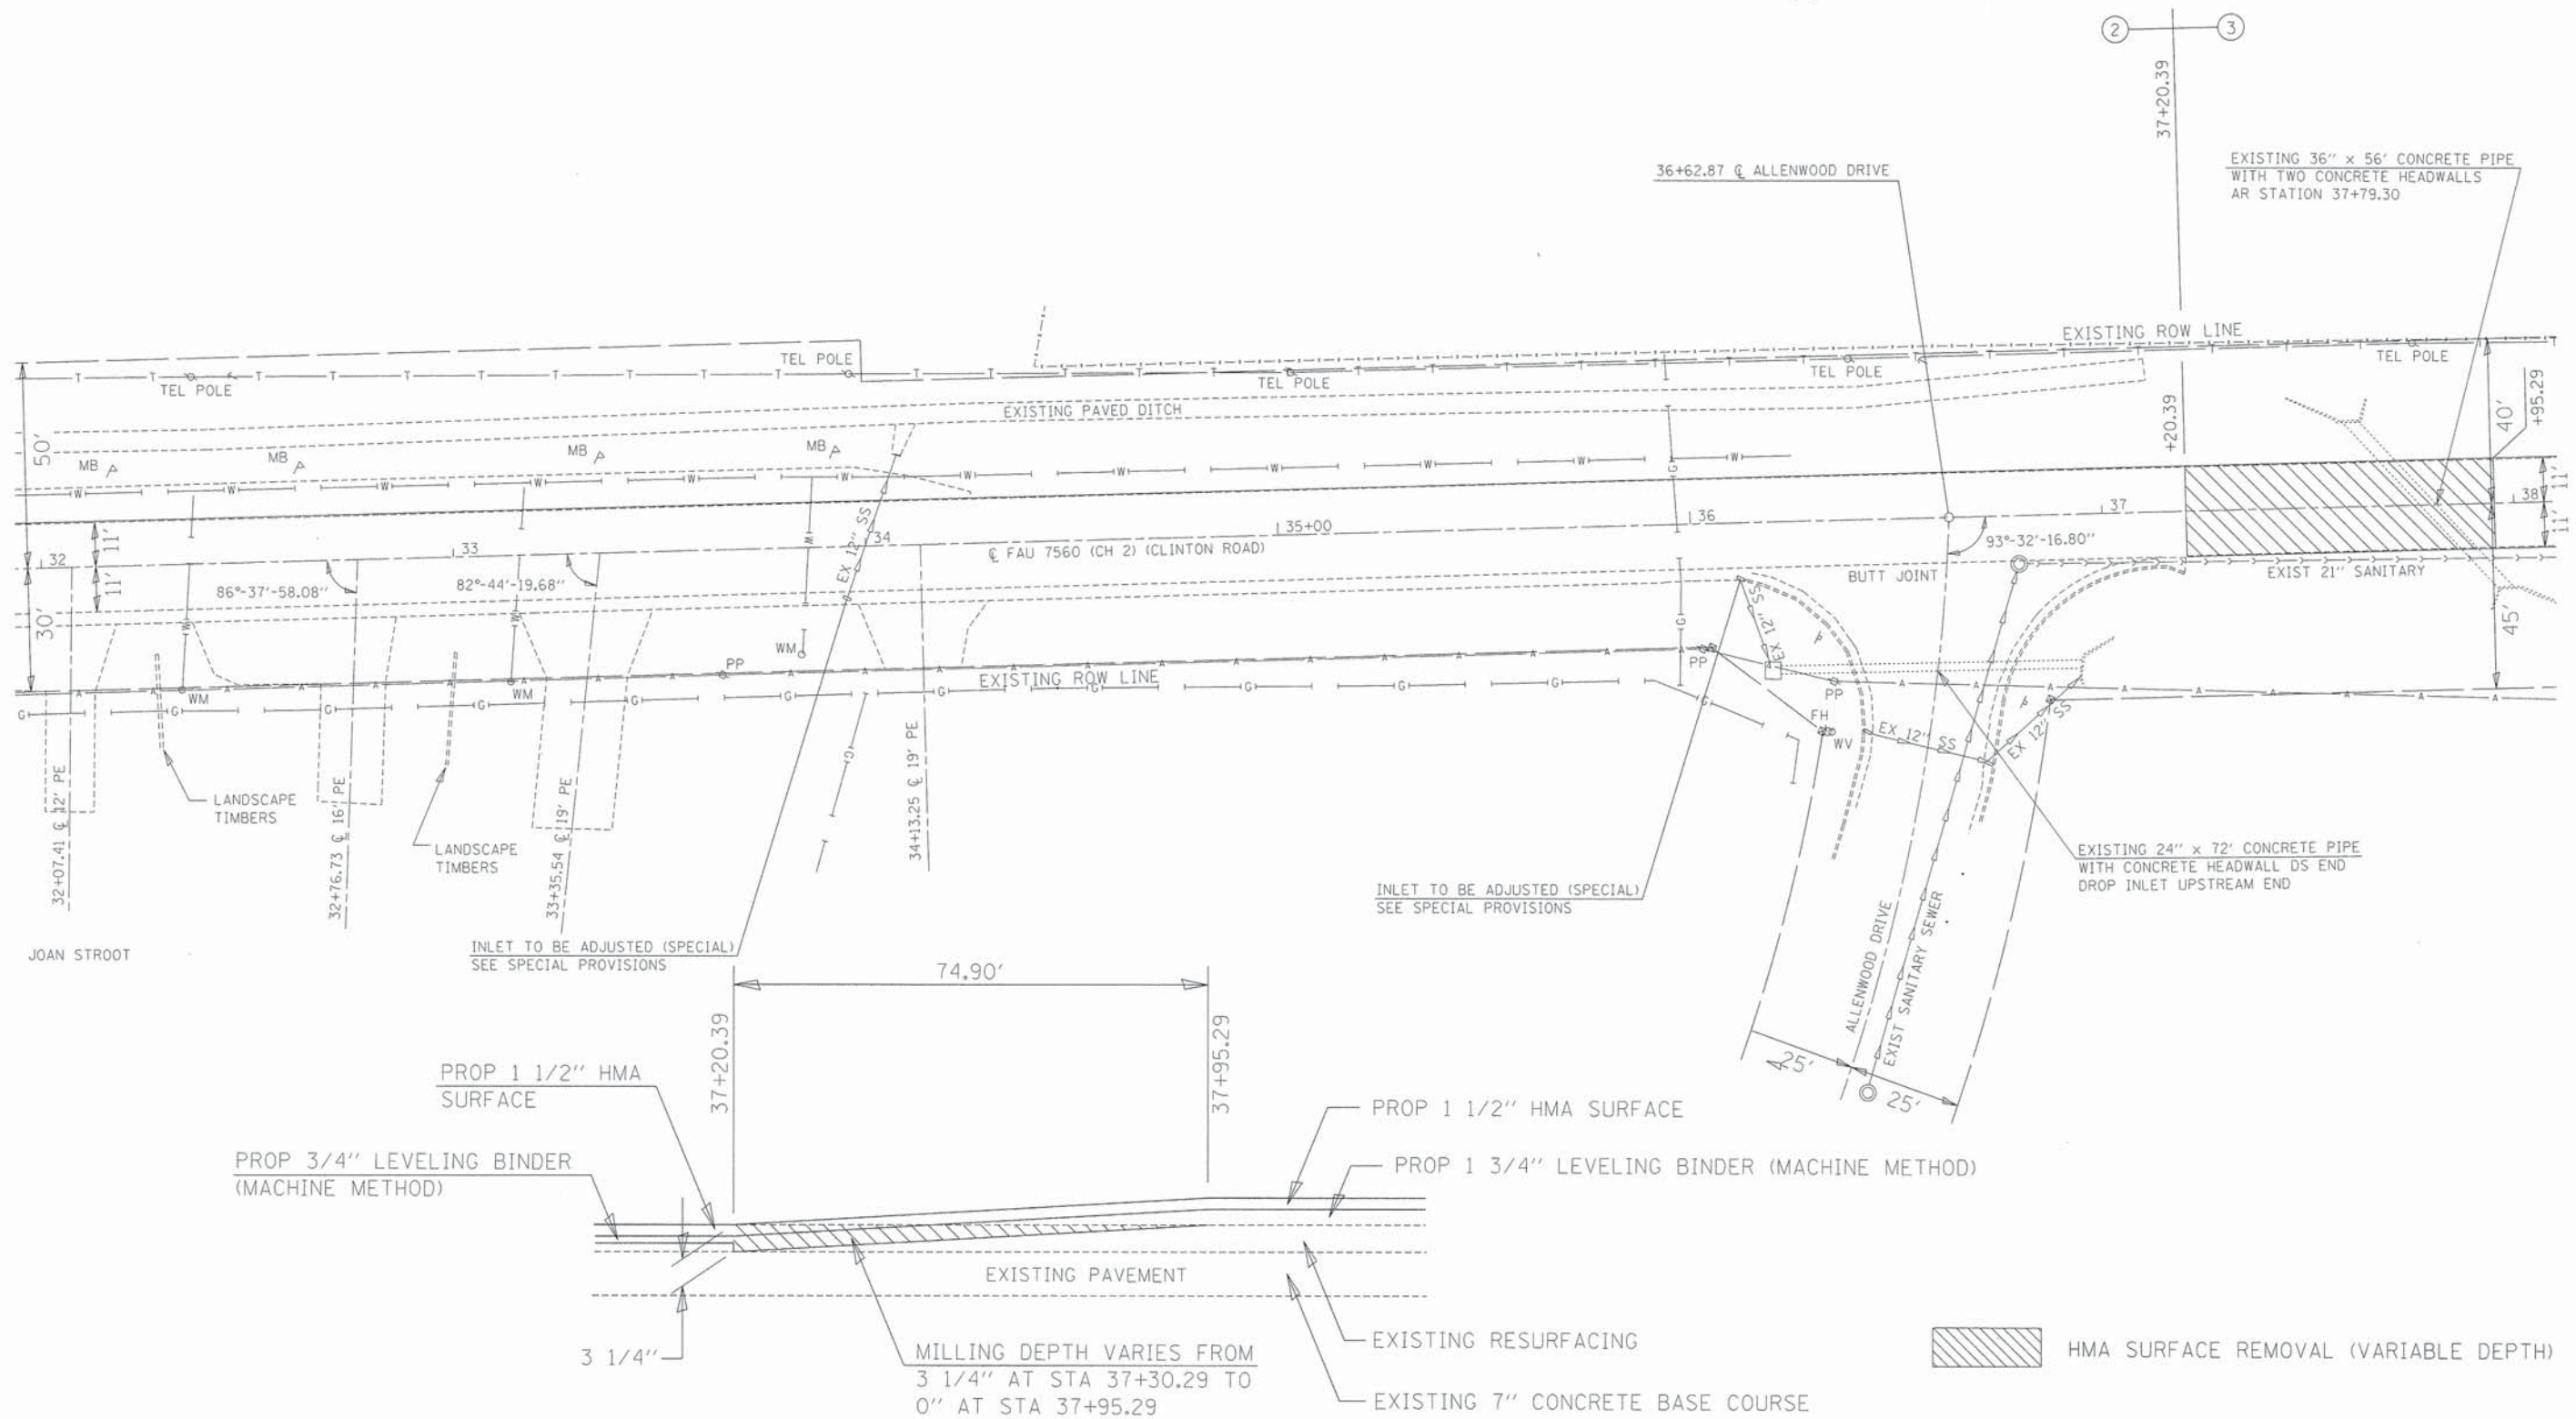 2
3
37+20.39
EXISTING 36" x 56' CONCRETE PIPE
WITH TWO CONCRETE HEADWALLS
AR STATION 37+79.30
36+62.87 ℄ ALLENWOOD DRIVE
EXISTING ROW LINE
TEL POLE
TEL POLE
TEL POLE
TEL POLE
TEL POLE
EXISTING PAVED DITCH
+20.39
40'
+95.29
50'
MB
MB
MB
MB
T T T T T T T T T T T T
W W W W W W W W W W W W
G
EX 12" SS
11'
11'
32
33
34
35+00
36
37
38
11'
11'
℄ FAU 7560 (CH 2) (CLINTON ROAD)
86°-37'-58.08"
82°-44'-19.68"
93°-32'-16.80"
BUTT JOINT
EXIST 21" SANITARY
30'
45'
EX 12" SS
WM
WM
WM
PP
PP
PP
EXISTING ROW LINE
A A A A A A A A A A A A
G G G G G G G G G G G G
FH
WV
EX 12" SS
EX 12" SS
32+07.41 ℄ 12' PE
LANDSCAPE
TIMBERS
32+76.73 ℄ 16' PE
LANDSCAPE
TIMBERS
33+35.54 ℄ 19' PE
34+13.25 ℄ 19' PE
EXISTING 24" x 72' CONCRETE PIPE
WITH CONCRETE HEADWALL DS END
DROP INLET UPSTREAM END
INLET TO BE ADJUSTED (SPECIAL)
SEE SPECIAL PROVISIONS
JOAN STROOT
INLET TO BE ADJUSTED (SPECIAL)
SEE SPECIAL PROVISIONS
ALLENWOOD DRIVE
EXIST SANITARY SEWER
25'
25'
74.90'
37+20.39
37+95.29
PROP 1 1/2" HMA
SURFACE
PROP 3/4" LEVELING BINDER
(MACHINE METHOD)
PROP 1 1/2" HMA SURFACE
PROP 1 3/4" LEVELING BINDER (MACHINE METHOD)
EXISTING PAVEMENT
3 1/4"
MILLING DEPTH VARIES FROM
3 1/4" AT STA 37+30.29 TO
0" AT STA 37+95.29
EXISTING RESURFACING
EXISTING 7" CONCRETE BASE COURSE
HMA SURFACE REMOVAL (VARIABLE DEPTH)